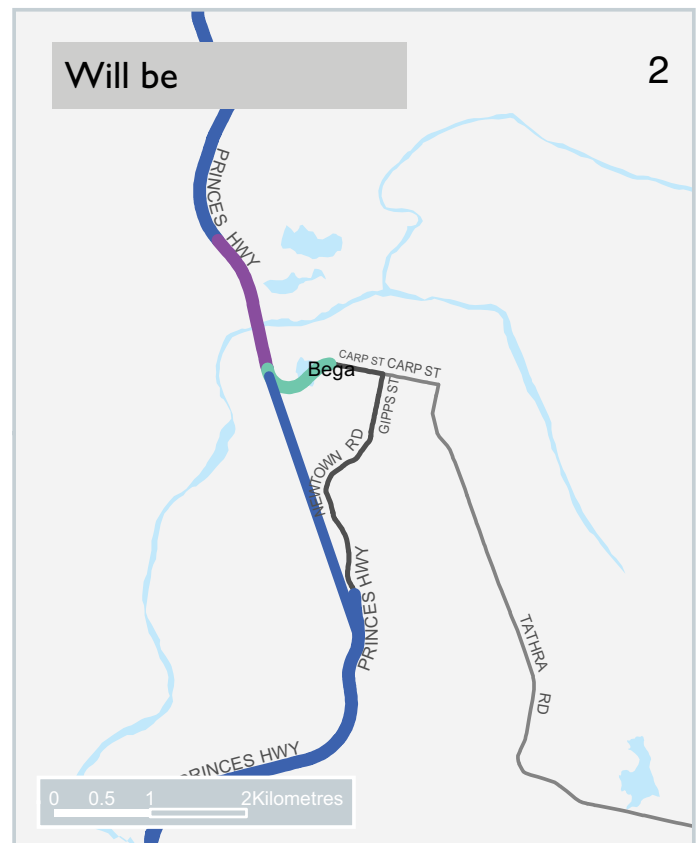 Will be
2
PRINCES HWY
CARP ST
CARP ST
Bega
GIPPS ST
NEWTOWN RD
PRINCES HWY
TATHRA RD
PRINCES HWY
0 0.5 1 2Kilometres